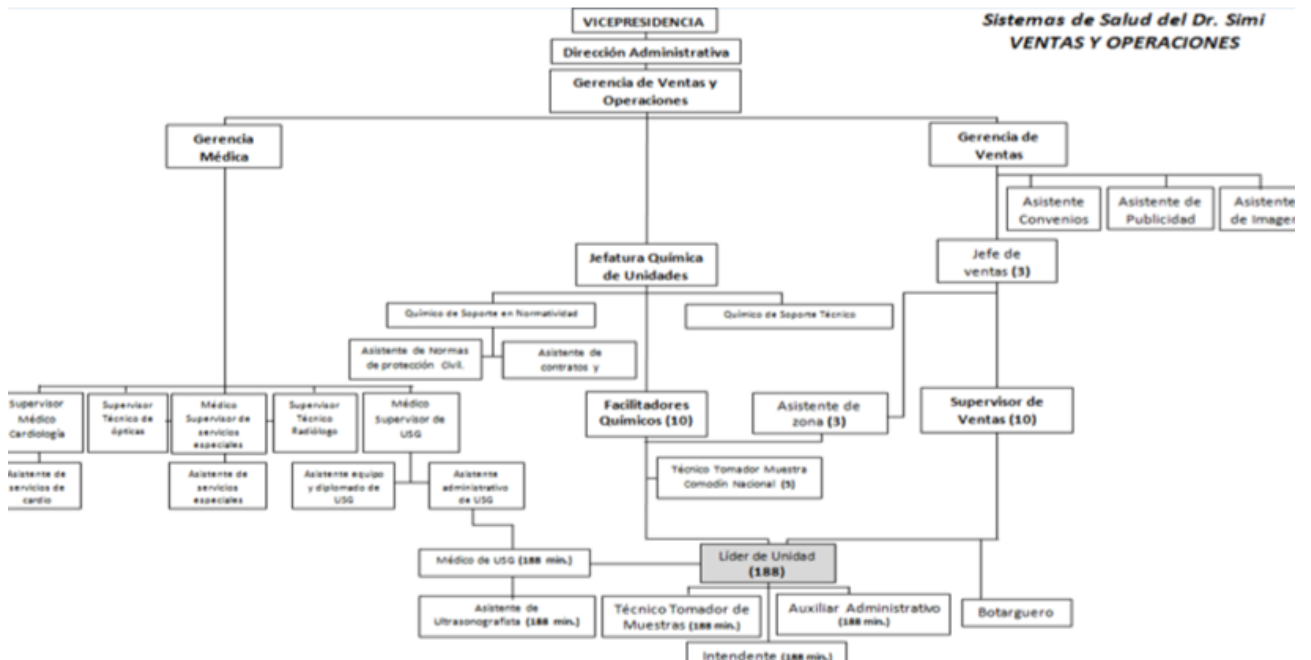 VICEPRESIDENCIA
Sistemas de Salud del Dr. Simi
VENTAS Y OPERACIONES
Dirección Administrativa
Gerencia de Ventas y
Operaciones
Gerencia
Médica
Gerencia de
Ventas
Asistente
Convenios
Asistente de
Publicidad
Asistente
de Imagen
Jefatura Química
de Unidades
Jefe de
ventas (3)
Químico de Soporte en Normatividad
Químico de Soporte Técnico
Asistente de Normas
de protección Civil.
Asistente de
contratos y
Supervisor
Médico
Cardiología
Supervisor
Técnico de
ópticas
Médico
Supervisor de
servicios
especiales
Supervisor
Técnico
Radiólogo
Médico
Supervisor de
USG
Facilitadores
Químicos (10)
Asistente de
zona (3)
Supervisor de
Ventas (10)
Asistente de
servicios de
cardio
Asistente de
servicios
especiales
Asistente equipo
y diplomado de
USG
Asistente
administrativo
de USG
Técnico Tomador Muestra
Comodín Nacional (5)
Médico de USG (188 min.)
Líder de Unidad
(188)
Asistente de
Ultrasonografista (188 min.)
Técnico Tomador de
Muestras (188 min.)
Auxiliar Administrativo
(188 min.)
Botarguero
Intendente (188 min.)